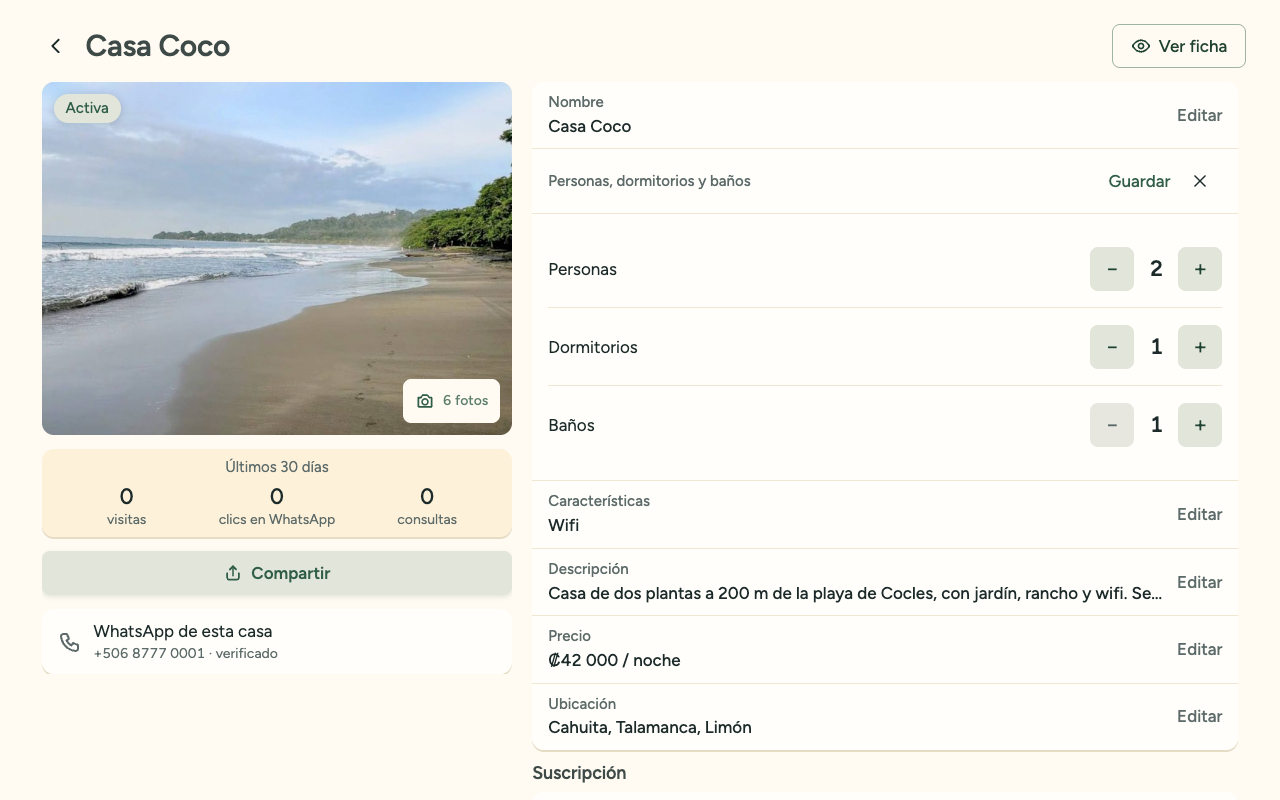 Casa Coco
Ver ficha
Activa
6 fotos
Últimos 30 días
0
0
0
visitas
clics en WhatsApp
consultas
Compartir
WhatsApp de esta casa
+506 8777 0001 · verificado
Nombre
Casa Coco
Editar
Personas, dormitorios y baños
Guardar
Personas
− 2 +
Dormitorios
− 1 +
Baños
− 1 +
Características
Wifi
Editar
Descripción
Casa de dos plantas a 200 m de la playa de Cocles, con jardín, rancho y wifi. Se...
Editar
Precio
₡42 000 / noche
Editar
Ubicación
Cahuita, Talamanca, Limón
Editar
Suscripción